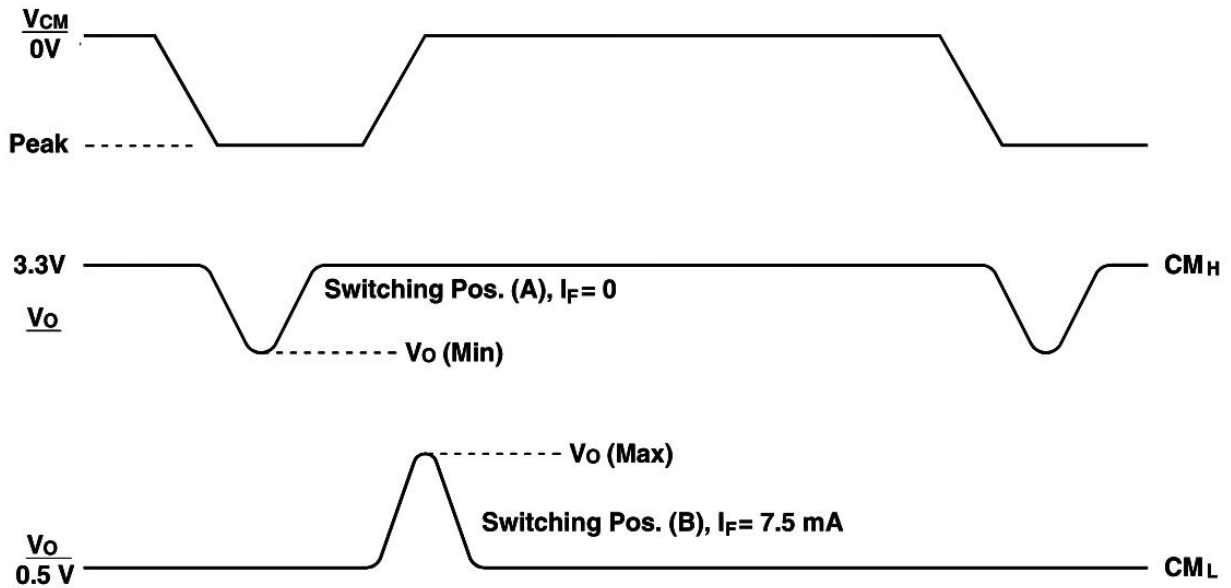 VCM
0V
Peak
3.3V
CMH
Switching Pos. (A), IF= 0
VO
VO (Min)
VO (Max)
Switching Pos. (B), IF= 7.5 mA
VO
0.5 V
CML